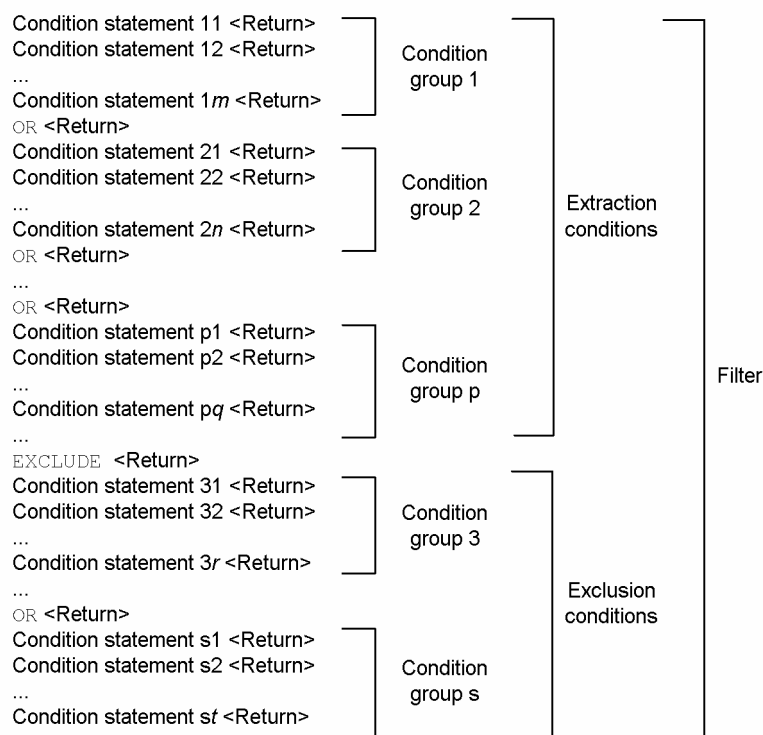 Condition statement 11 <Return>
Condition statement 12 <Return>
...
Condition statement 1m <Return>
Condition
group 1
OR <Return>
Condition statement 21 <Return>
Condition statement 22 <Return>
...
Condition statement 2n <Return>
Condition
group 2
OR <Return>
...
OR <Return>
Condition statement p1 <Return>
Condition statement p2 <Return>
...
Condition statement pq <Return>
...
Condition
group p
Extraction
conditions
EXCLUDE <Return>
Condition statement 31 <Return>
Condition statement 32 <Return>
...
Condition statement 3r <Return>
Condition
group 3
...
OR <Return>
Condition statement s1 <Return>
Condition statement s2 <Return>
...
Condition statement st <Return>
Condition
group s
Exclusion
conditions
Filter